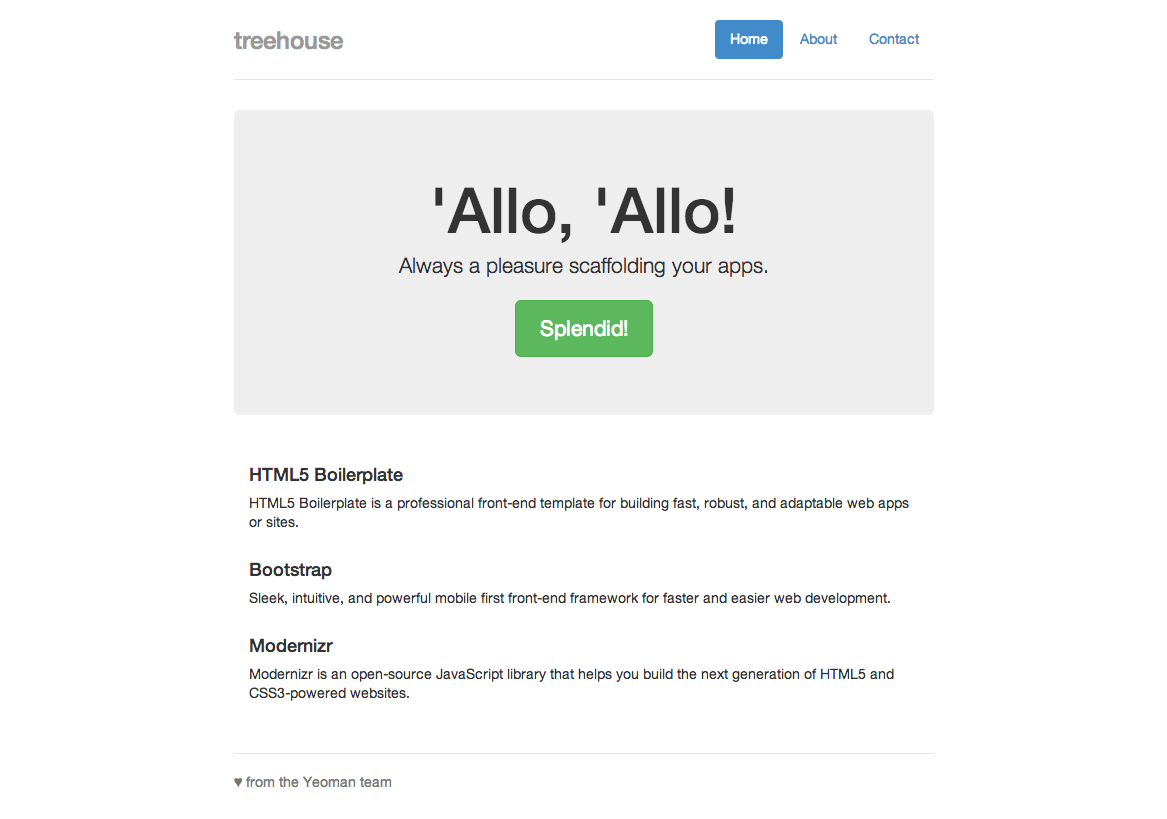 treehouse
Home
About
Contact
'Allo, 'Allo!
Always a pleasure scaffolding your apps.
Splendid!
HTML5 Boilerplate
HTML5 Boilerplate is a professional front-end template for building fast, robust, and adaptable web apps
or sites.
Bootstrap
Sleek, intuitive, and powerful mobile first front-end framework for faster and easier web development.
Modernizr
Modernizr is an open-source JavaScript library that helps you build the next generation of HTML5 and
CSS3-powered websites.
♥ from the Yeoman team